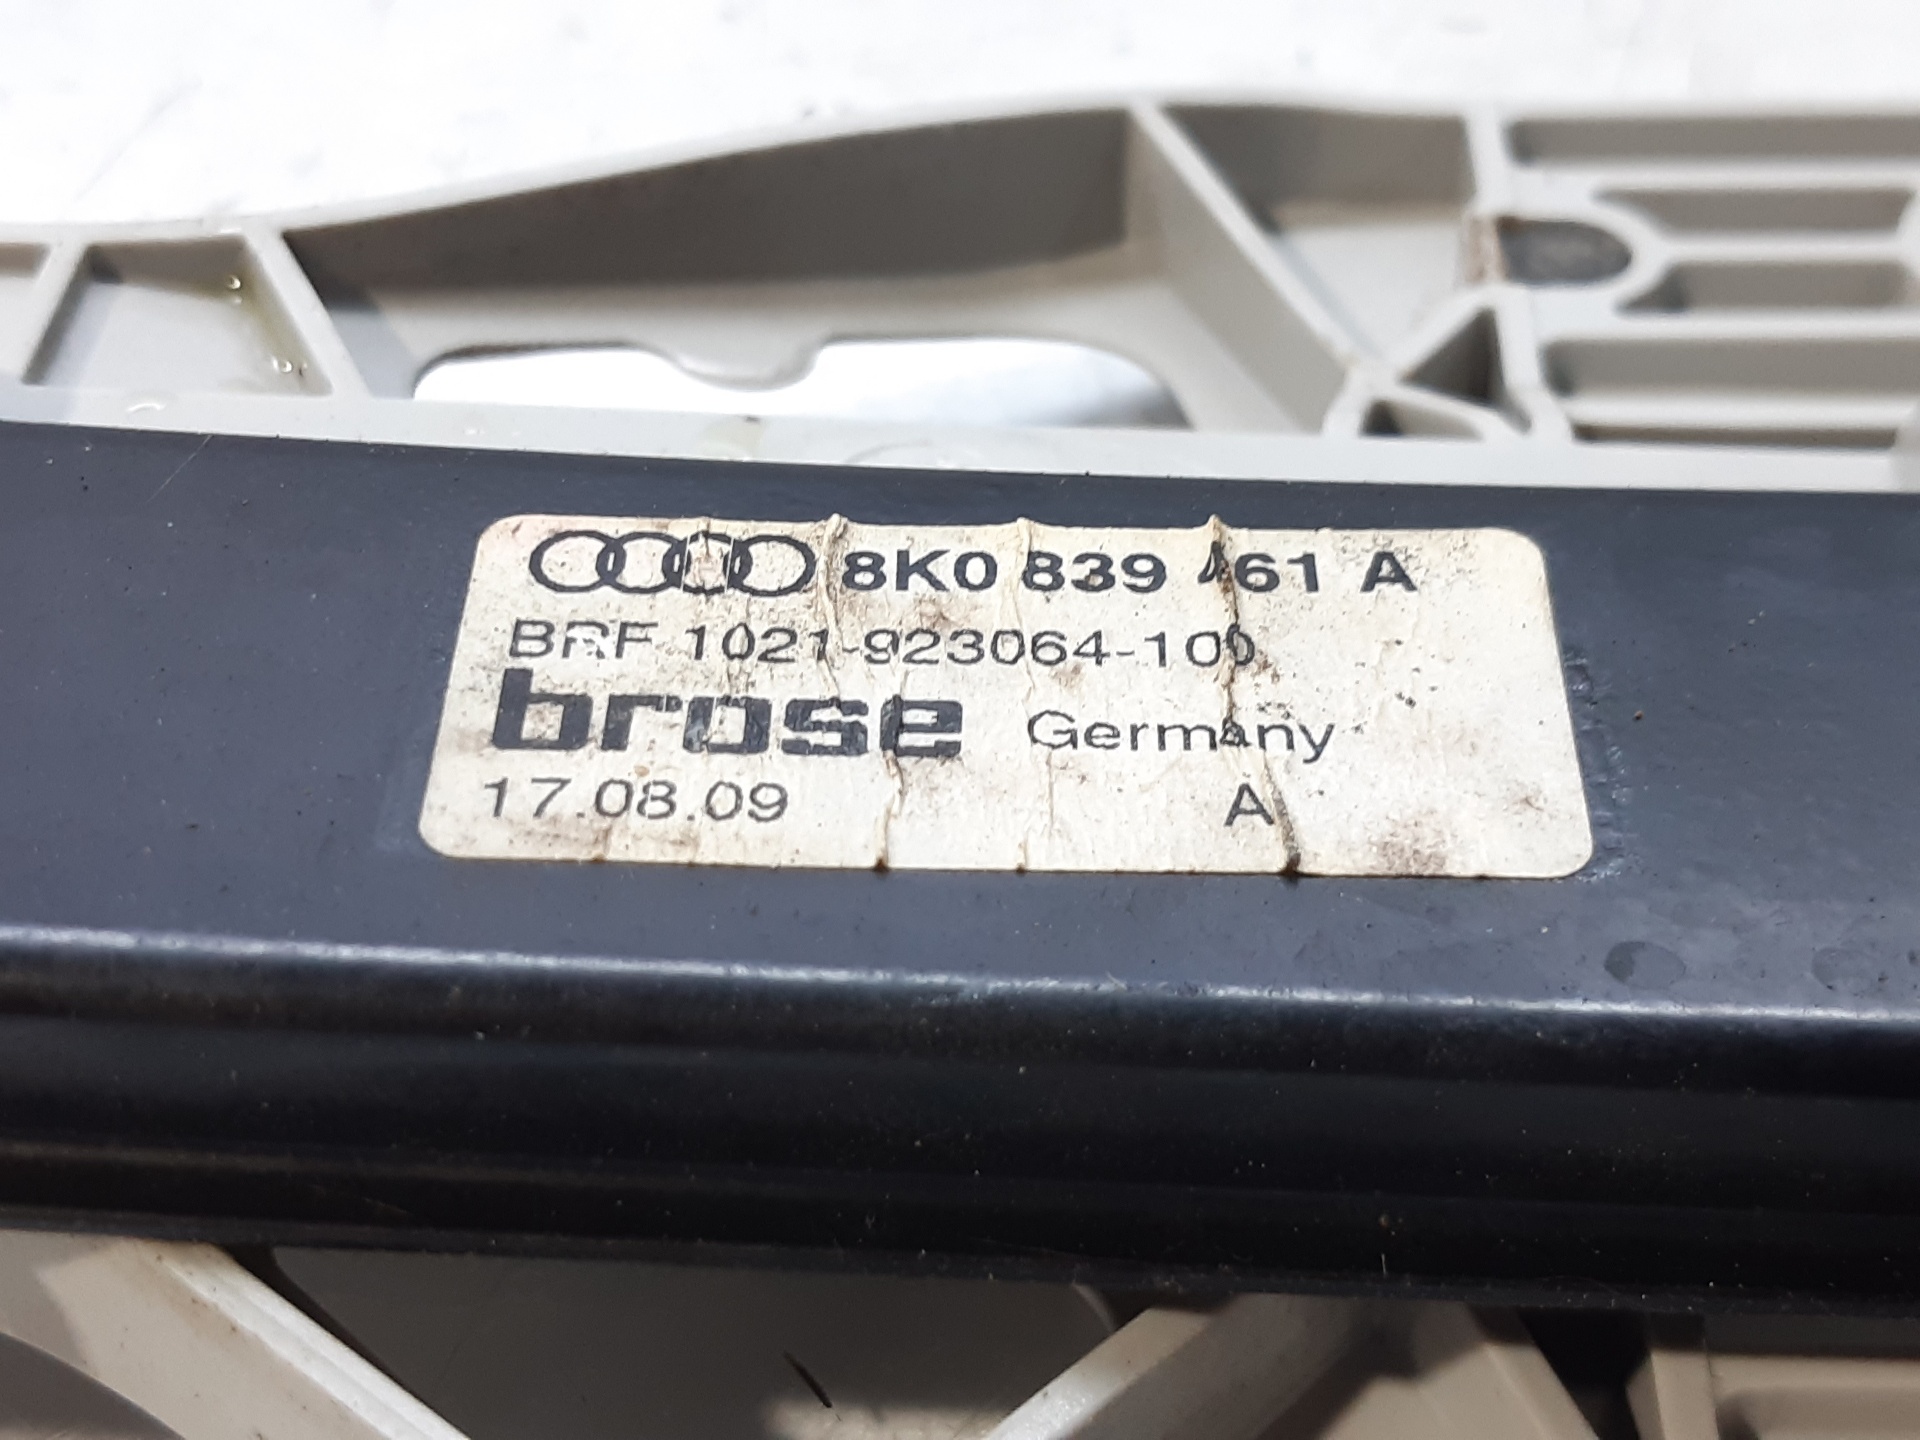 8K0 839 461 A
BRF 1021-923064-100
brose Germany
17.08.09 A